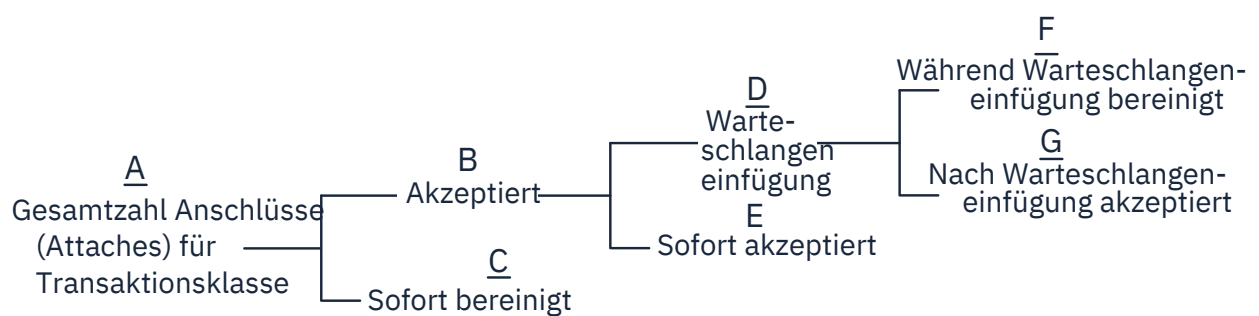 A
Gesamtzahl Anschlüsse
(Attaches) für
Transaktionsklasse
B
Akzeptiert
C
Sofort bereinigt
D
Warte-
schlangen
einfügung
E
Sofort akzeptiert
F
Während Warteschlangen-
einfügung bereinigt
G
Nach Warteschlangen-
einfügung akzeptiert